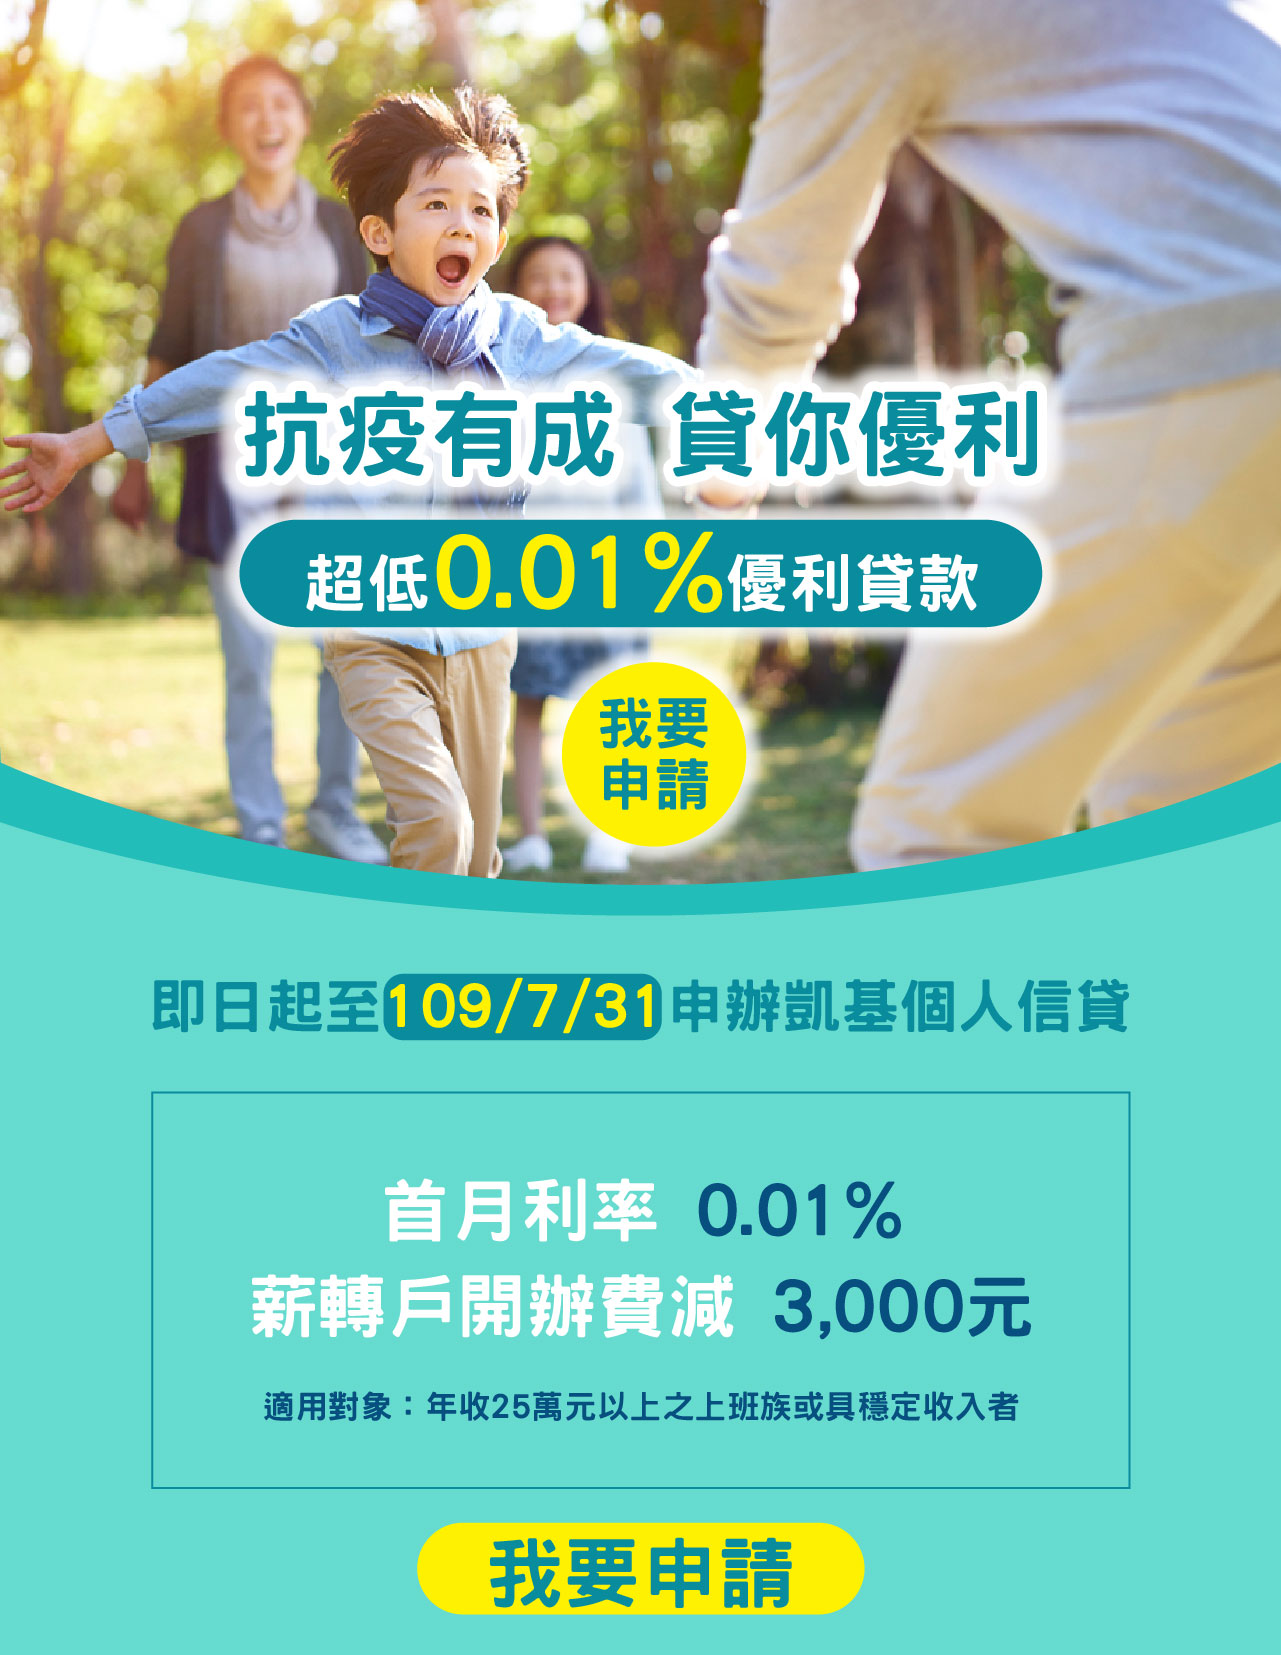 抗疫有成 貸你優利
超低0.01%優利貸款
我要
申請
即日起至109/7/31申辦凱基個人信貸
首月利率 0.01%
薪轉戶開辦費減 3,000元
適用對象：年收25萬元以上之上班族或具穩定收入者
我要申請